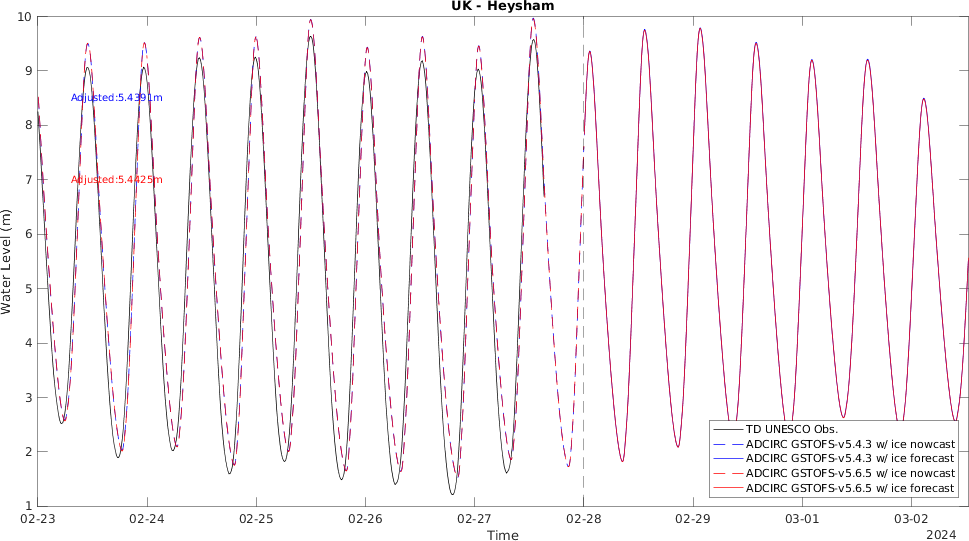 UK - Heysham
10
9
8
7
6
5
4
3
2
1
Water Level (m)
Adjusted:5.4391m
Adjusted:5.4425m
TD UNESCO Obs.
ADCIRC GSTOFS-v5.4.3 w/ ice nowcast
ADCIRC GSTOFS-v5.4.3 w/ ice forecast
ADCIRC GSTOFS-v5.6.5 w/ ice nowcast
ADCIRC GSTOFS-v5.6.5 w/ ice forecast
02-23 02-24 02-25 02-26 02-27 02-28 02-29 03-01 03-02
Time
2024